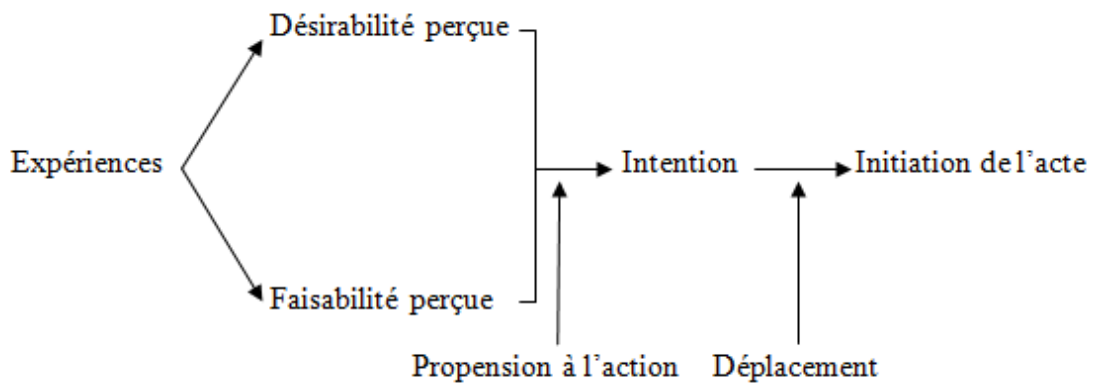 Désirabilité perçue
Expériences
Intention
Initiation de l'acte
Faisabilité perçue
Propension à l'action
Déplacement